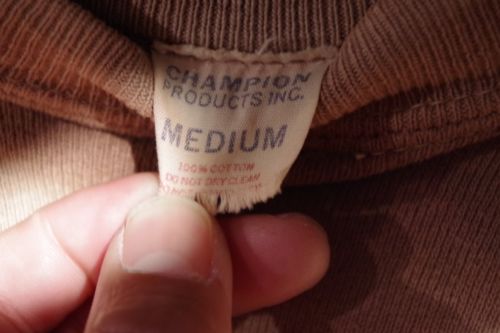 CHAMPION
PRODUCTS INC.
MEDIUM
100% COTTON
DO NOT DRY CLEAN